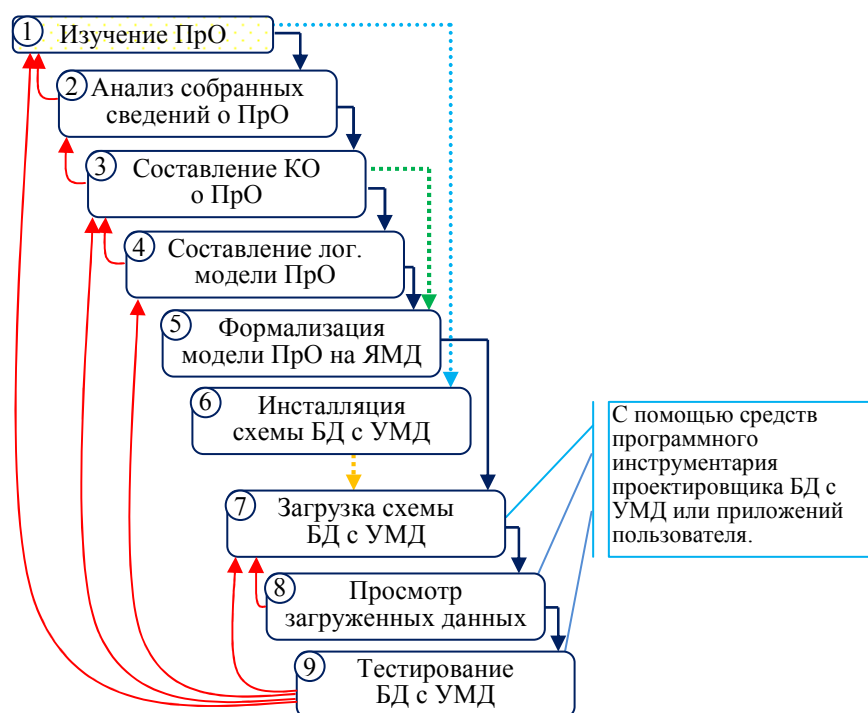 1 Изучение ПрО
2 Анализ собранных
сведений о ПрО
3 Составление КО
о ПрО
4 Составление лог.
модели ПрО
5 Формализация
модели ПрО на ЯМД
6 Инсталляция
схемы БД с УМД
С помощью средств
программного
инструментария
проектировщика БД с
УМД или приложений
пользователя.
7 Загрузка схемы
БД с УМД
8 Просмотр
загруженных данных
9 Тестирование
БД с УМД